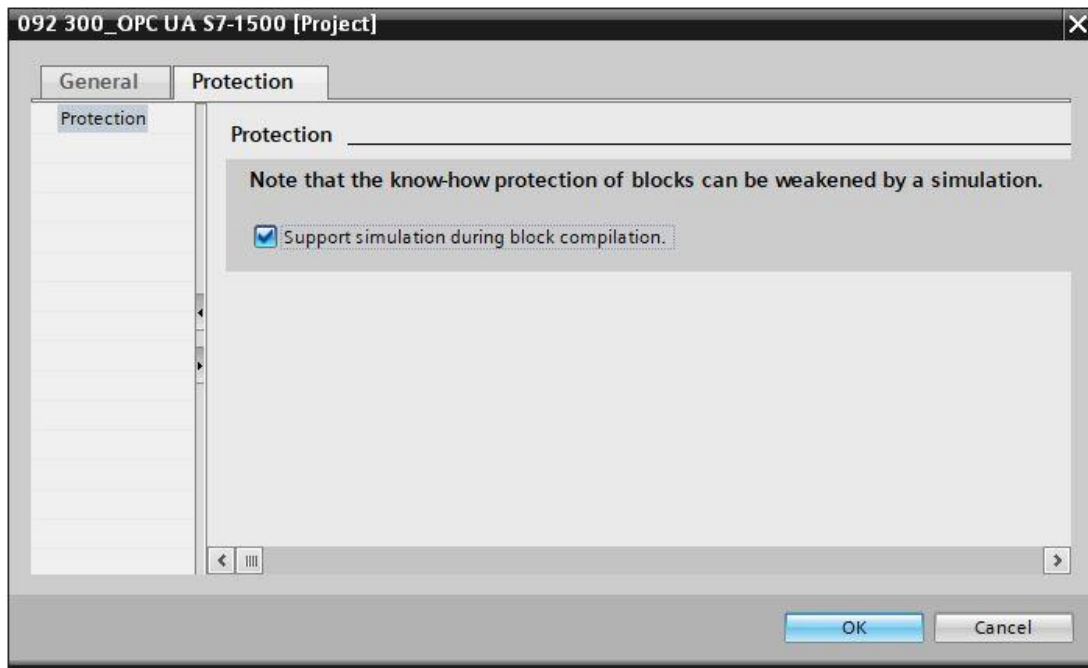 092 300_OPC UA S7-1500 [Project]
General
Protection
Protection
Protection
Note that the know-how protection of blocks can be weakened by a simulation.
Support simulation during block compilation.
OK
Cancel